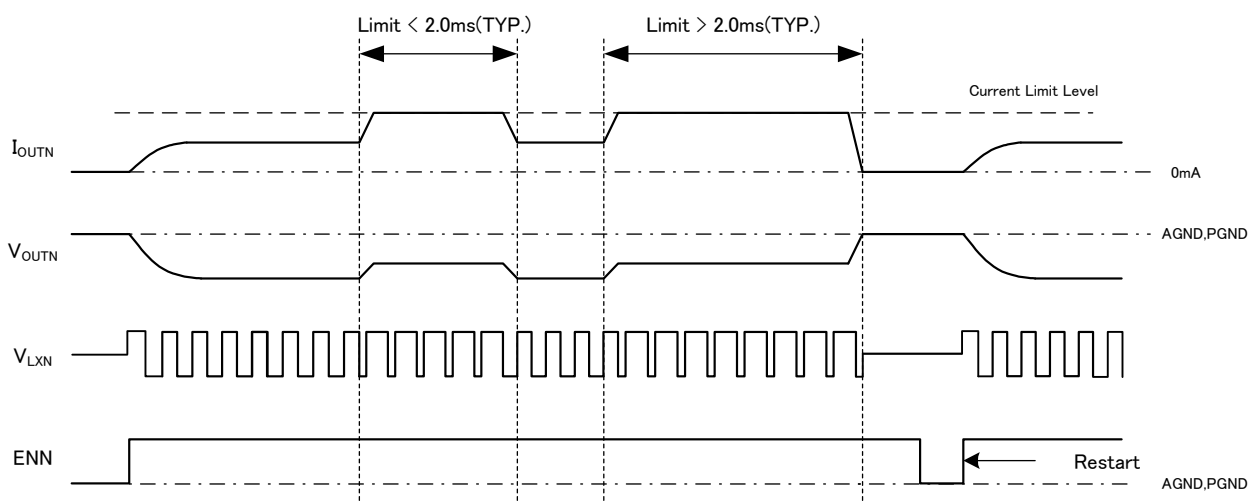 Limit < 2.0ms(TYP.)
Limit > 2.0ms(TYP.)
Current Limit Level
IOUTN
0mA
AGND,PGND
VOUTN
VLXN
ENN
Restart
AGND,PGND